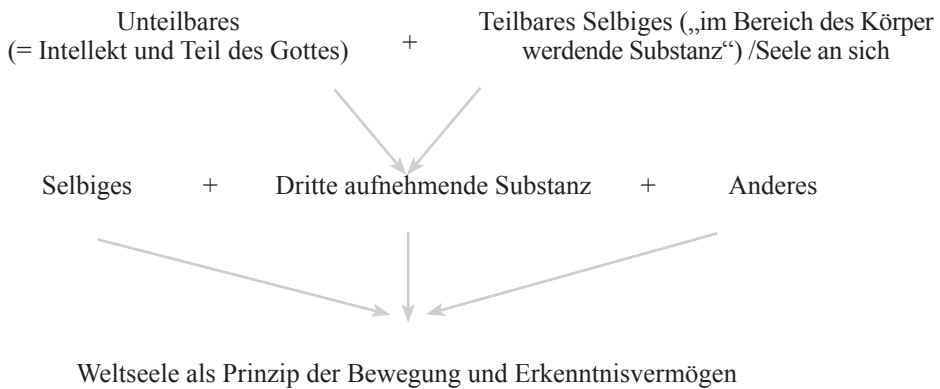 Unteilbares
(= Intellekt und Teil des Gottes)
+
Teilbares Selbiges („im Bereich des Körper
werdende Substanz“) /Seele an sich
Selbiges + Dritte aufnehmende Substanz + Anderes
Weltseele als Prinzip der Bewegung und Erkenntnisvermögen